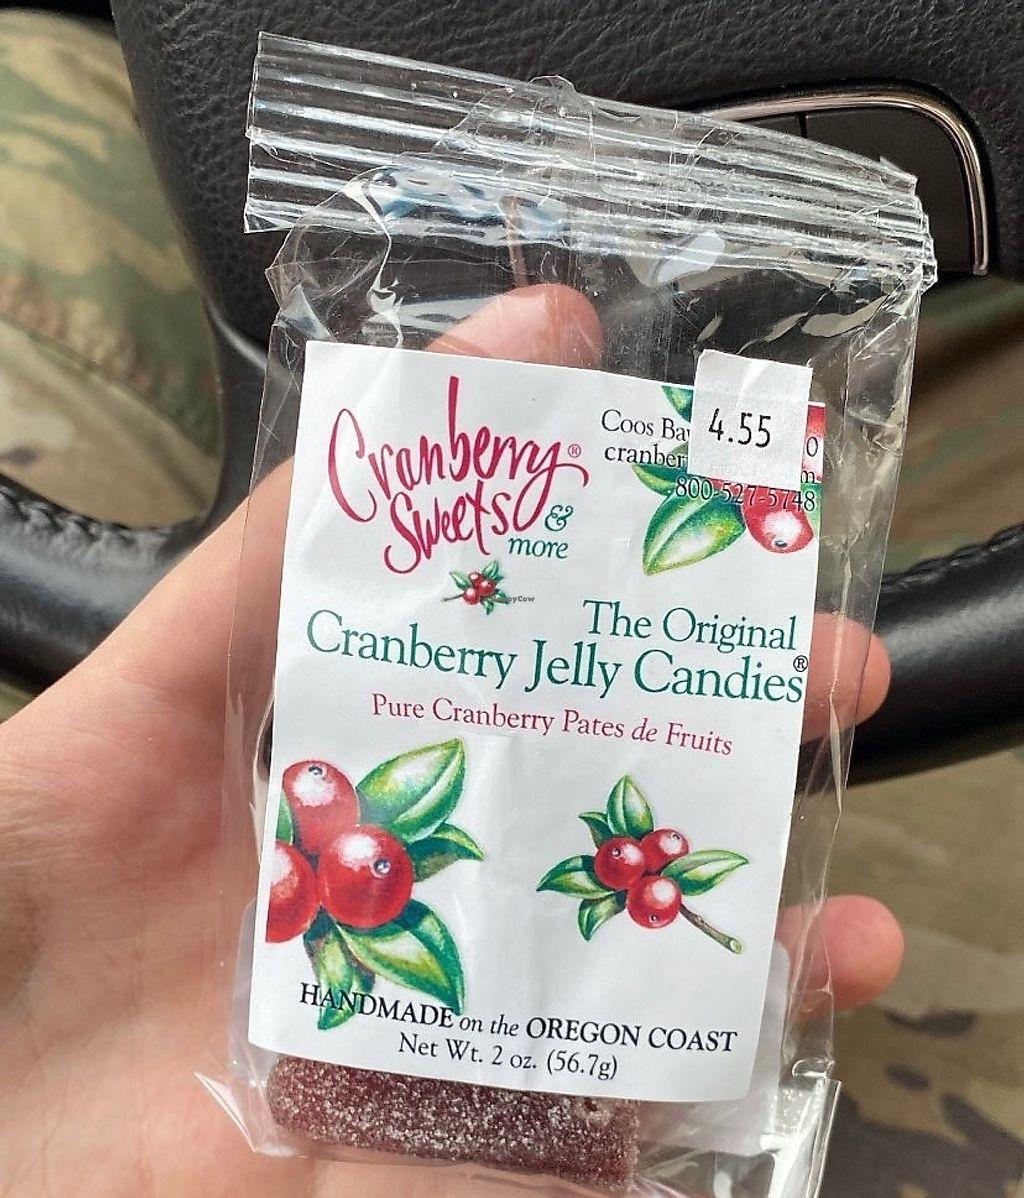 Cranberry®
Sweets
&
more
Coos Ba
4.55
0
cranber
m
800-527-5748
The Original
Cranberry Jelly Candies®
Pure Cranberry Pates de Fruits
HANDMADE on the OREGON COAST
Net Wt. 2 oz. (56.7g)